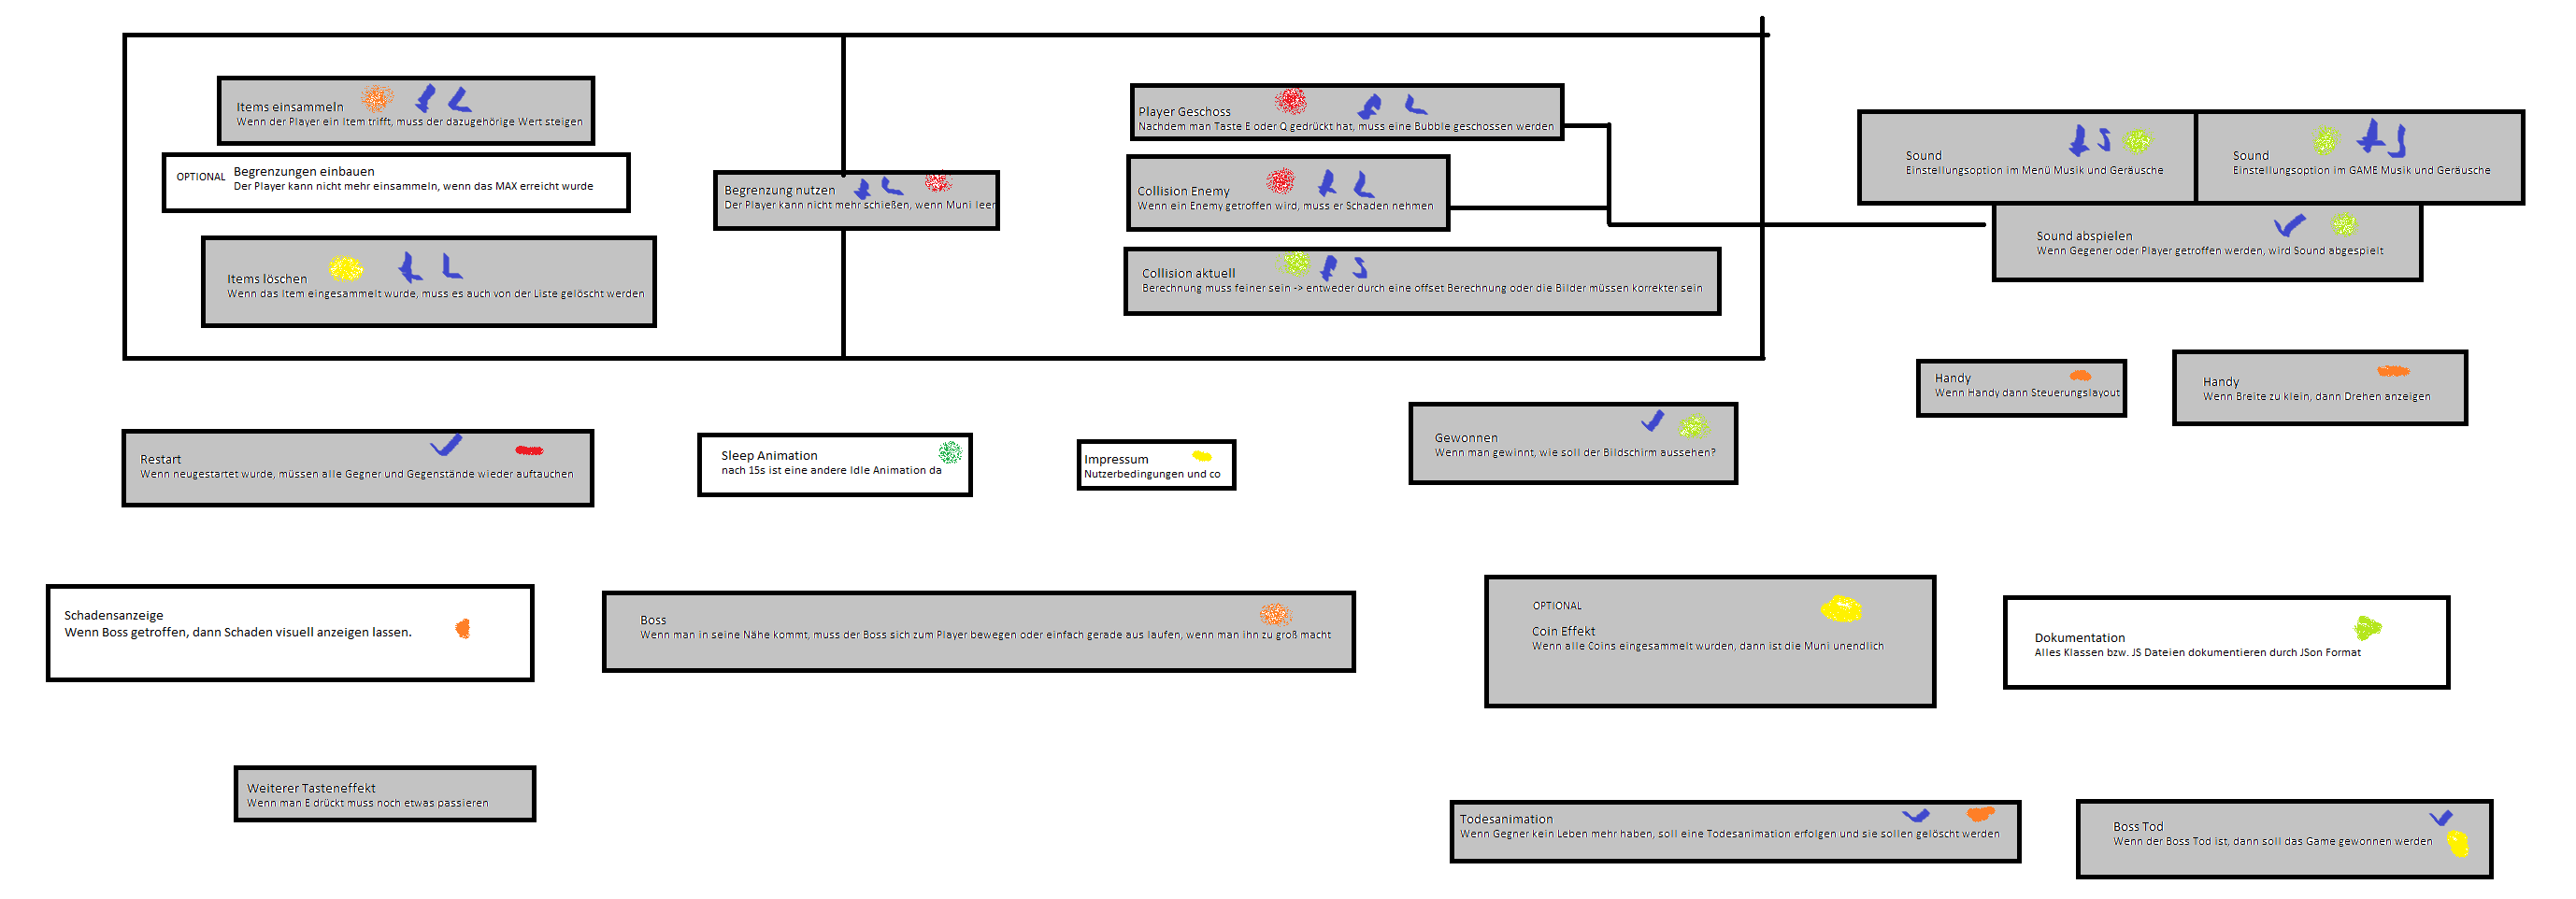 Items einsammeln
Wenn der Player ein Item trifft, muss der dazugehörige Wert steigen
OPTIONAL
Begrenzungen einbauen
Der Player kann nicht mehr einsammeln, wenn das MAX erreicht wurde
Items löschen
Wenn das Item eingesammelt wurde, muss es auch von der Liste gelöscht werden
Begrenzung nutzen
Der Player kann nicht mehr schießen, wenn Muni leer
Player Geschoss
Nachdem man Taste E oder Q gedrückt hat, muss eine Bubble geschossen werden
Collision Enemy
Wenn ein Enemy getroffen wird, muss er Schaden nehmen
Collision aktuell
Berechnung muss feiner sein -> entweder durch eine offset Berechnung oder die Bilder müssen korrekter sein
Sound
Einstellungsoption im Menü Musik und Geräusche
Sound
Einstellungsoption im GAME Musik und Geräusche
Sound abspielen
Wenn Gegener oder Player getroffen werden, wird Sound abgespielt
Handy
Wenn Handy dann Steuerungslayout
Handy
Wenn Breite zu klein, dann Drehen anzeigen
Restart
Wenn neugestartet wurde, müssen alle Gegner und Gegenstände wieder auftauchen
Sleep Animation
nach 15s ist eine andere Idle Animation da
Impressum
Nutzerbedingungen und co
Gewonnen
Wenn man gewinnt, wie soll der Bildschirm aussehen?
Schadensanzeige
Wenn Boss getroffen, dann Schaden visuell anzeigen lassen.
Boss
Wenn man in seine Nähe kommt, muss der Boss sich zum Player bewegen oder einfach gerade aus laufen, wenn man ihn zu groß macht
OPTIONAL
Coin Effekt
Wenn alle Coins eingesammelt wurden, dann ist die Muni unendlich
Dokumentation
Alles Klassen bzw. JS Dateien dokumentieren durch JSon Format
Weiterer Tasteneffekt
Wenn man E drückt muss noch etwas passieren
Todesanimation
Wenn Gegner kein Leben mehr haben, soll eine Todesanimation erfolgen und sie sollen gelöscht werden
Boss Tod
Wenn der Boss Tod ist, dann soll das Game gewonnen werden